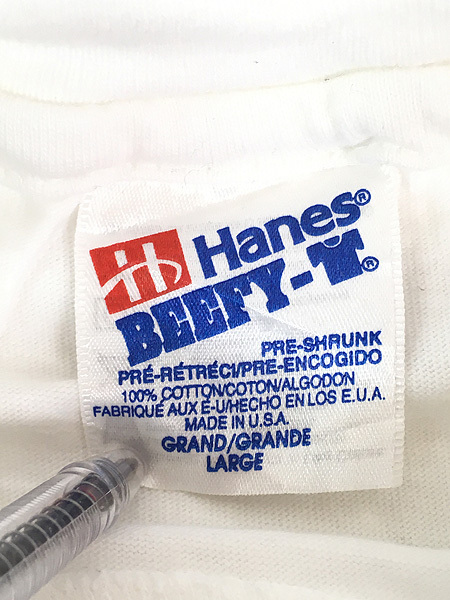 H Hanes®
BEEFY-T®
PRE-SHRUNK
PRÉ-RÉTRÉCI/PRE-ENCOGIDO
100% COTTON/COTON/ALGODON
FABRIQUÉ AUX É-U/HECHO EN LOS E.U.A.
MADE IN U.S.A.
GRAND/GRANDE
LARGE